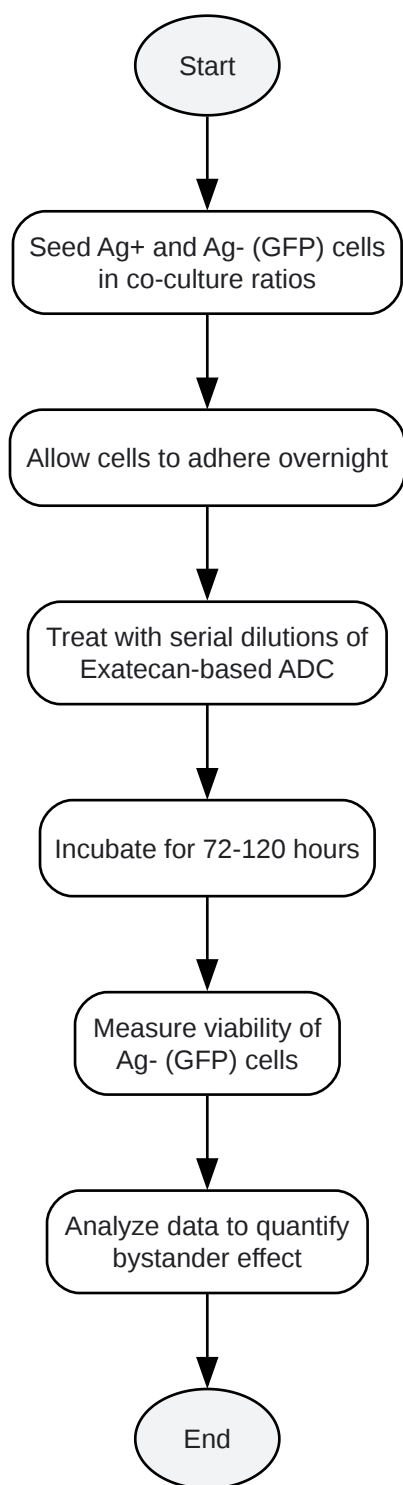 Start
Seed Ag+ and Ag- (GFP) cells
in co-culture ratios
Allow cells to adhere overnight
Treat with serial dilutions of
Exatecan-based ADC
Incubate for 72-120 hours
Measure viability of
Ag- (GFP) cells
Analyze data to quantify
bystander effect
End